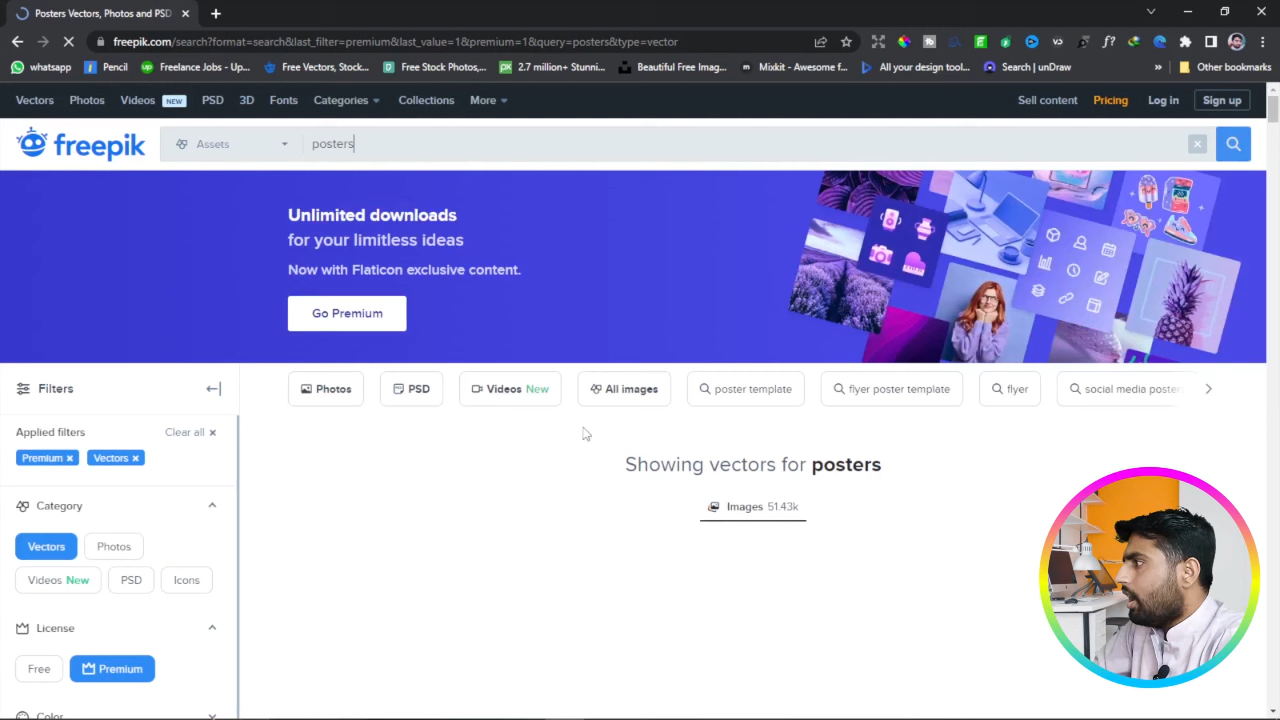 Posters Vectors, Photos and PSD
freepik.com/search?format=search&last_filter=premium&last_value=1&premium=1&query=posters&type=vector
whatsapp
Pencil
Freelance Jobs - Up...
Free Vectors, Stock...
Free Stock Photos,...
2.7 million+ Stunni...
Beautiful Free Imag...
Mixkit - Awesome f...
All your design tool...
Search | unDraw
»
Other bookmarks
Vectors Photos Videos NEW PSD 3D Fonts Categories Collections More Sell content Pricing Log in Sign up
freepik Assets posters
Unlimited downloads
for your limitless ideas
Now with Flaticon exclusive content.
Go Premium
Filters
Photos PSD Videos New All images poster template flyer poster template flyer social media poster
Applied filters Clear all
Premium Vectors
Showing vectors for posters
Images 51.43k
Category
Vectors Photos
Videos New PSD Icons
License
Free Premium
Color